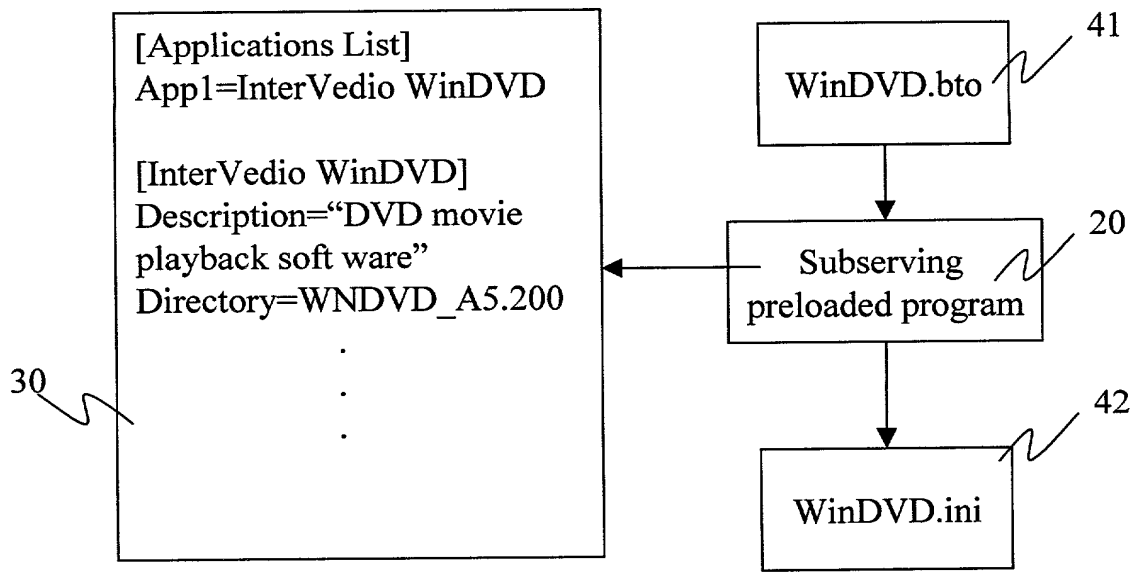 [Applications List]
App1=InterVedio WinDVD
[InterVedio WinDVD]
Description=“DVD movie
playback soft ware”
Directory=WNDVD_A5.200
.
.
.
30
WinDVD.bto
41
Subserving
preloaded program
20
WinDVD.ini
42